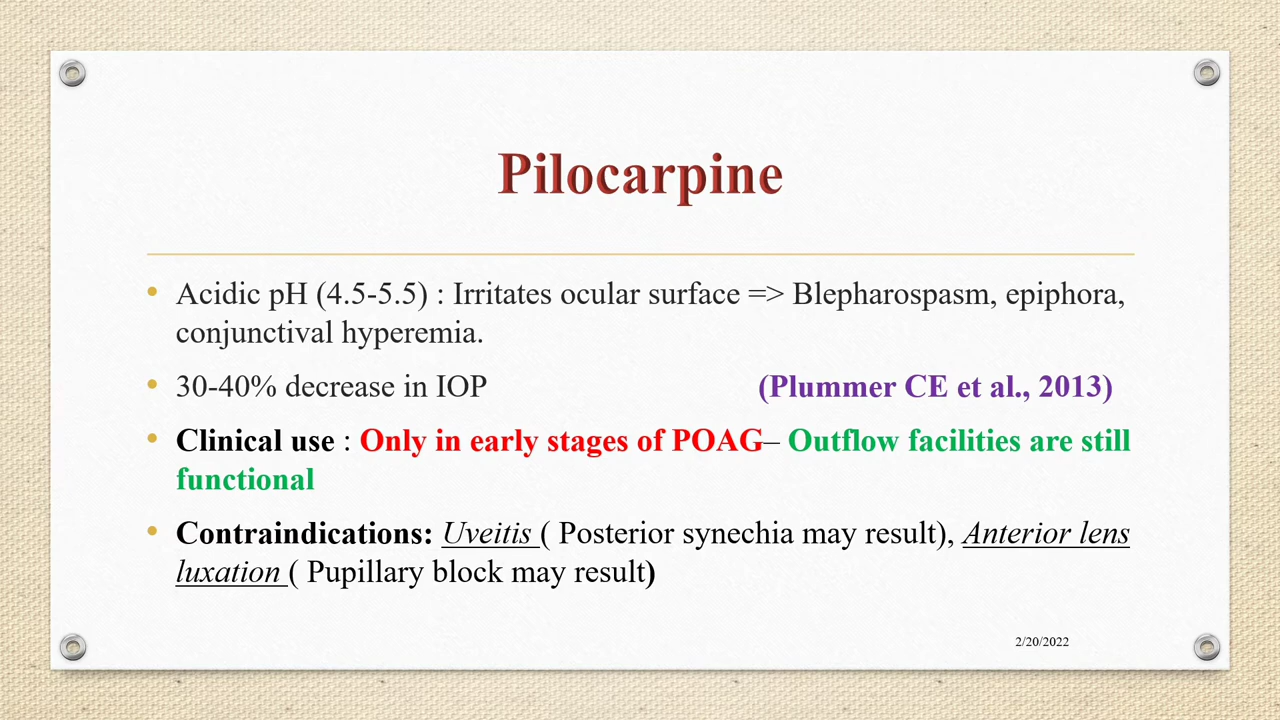 Pilocarpine
• Acidic pH (4.5-5.5) : Irritates ocular surface => Blepharospasm, epiphora,
conjunctival hyperemia.
• 30-40% decrease in IOP (Plummer CE et al., 2013)
• Clinical use : Only in early stages of POAG– Outflow facilities are still
functional
• Contraindications: Uveitis ( Posterior synechia may result), Anterior lens
luxation ( Pupillary block may result)
2/20/2022